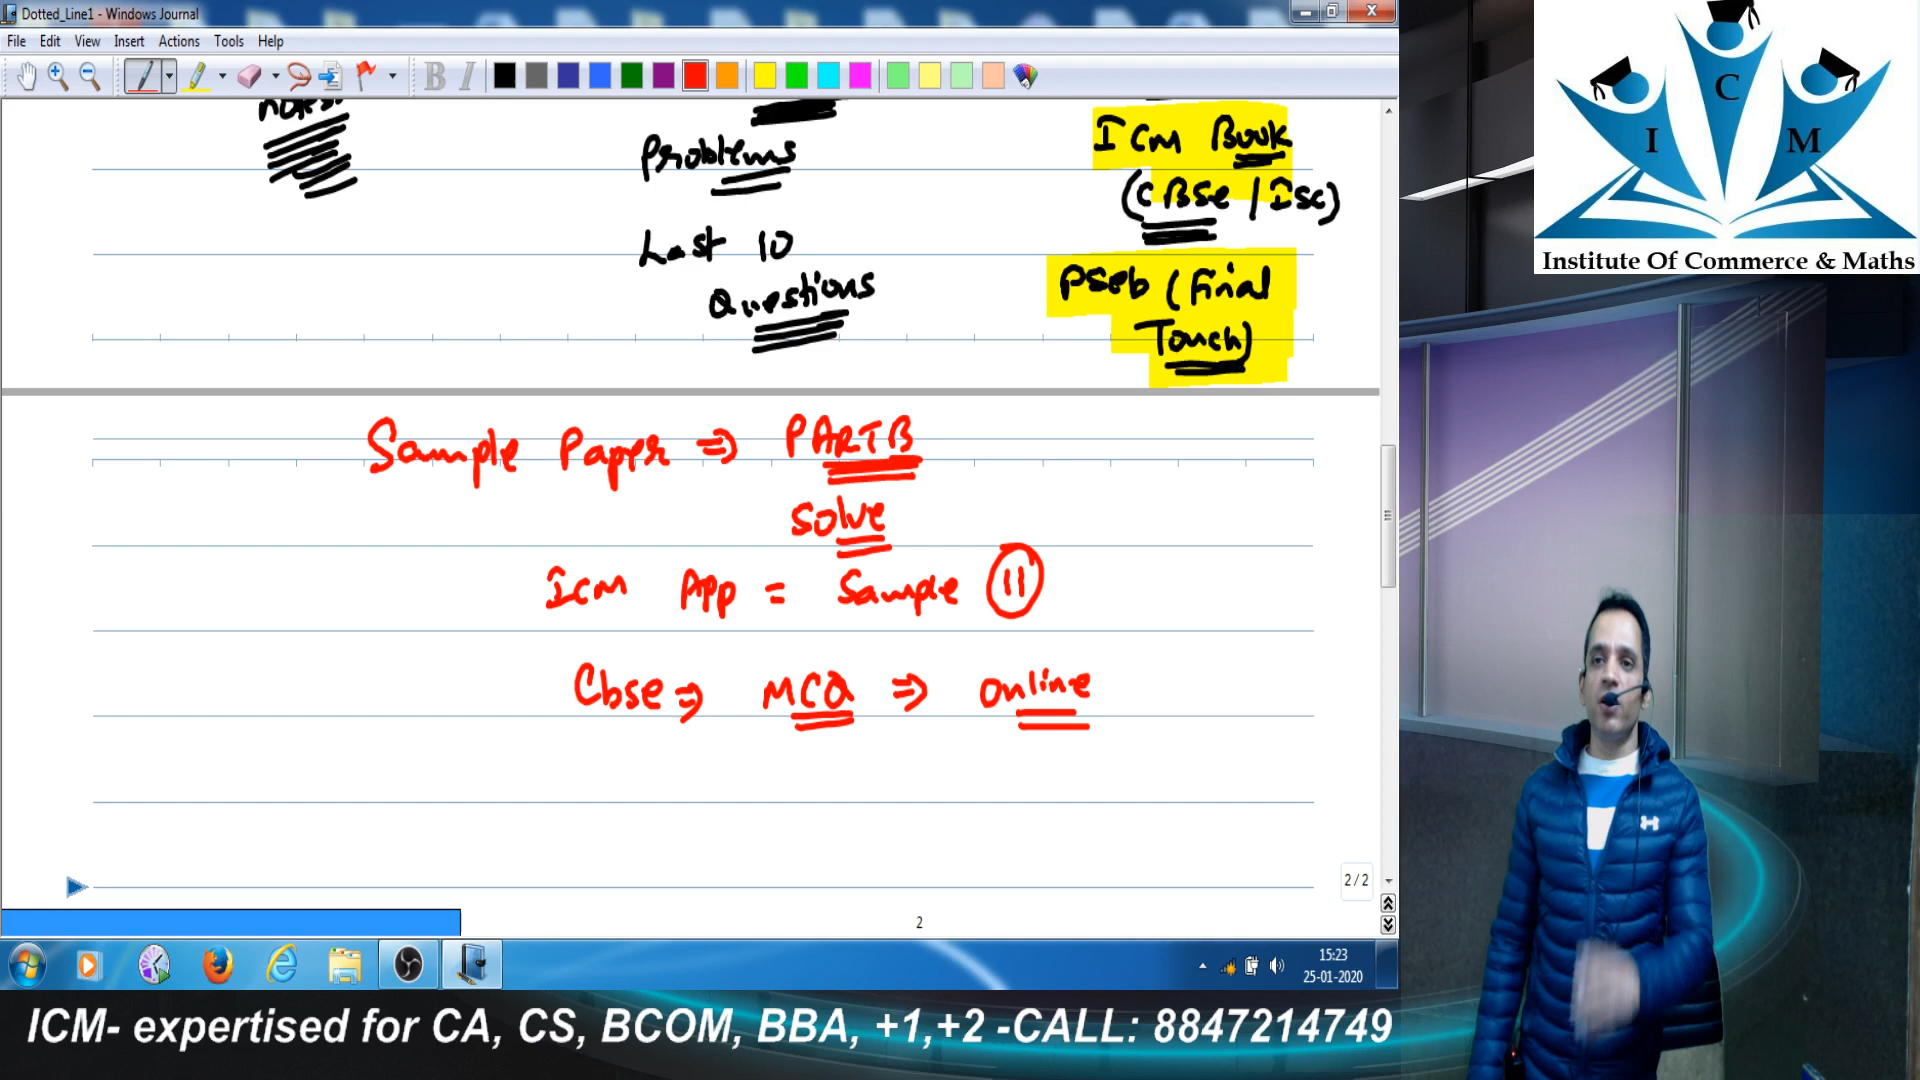 Dotted_Line1 - Windows Journal
File Edit View Insert Actions Tools Help
B I
Problems
Last 10
Questions
ICM Book
(CBSE / ISC)
PSEB (Final
Touch)
Sample Paper ⇒ PART B
Solve
ICM App = Sample 11
Cbse ⇒ MCQ ⇒ online
2 / 2
2
15:23
25-01-2020
I C M
Institute Of Commerce & Maths
ICM- expertised for CA, CS, BCOM, BBA, +1,+2 -CALL: 8847214749